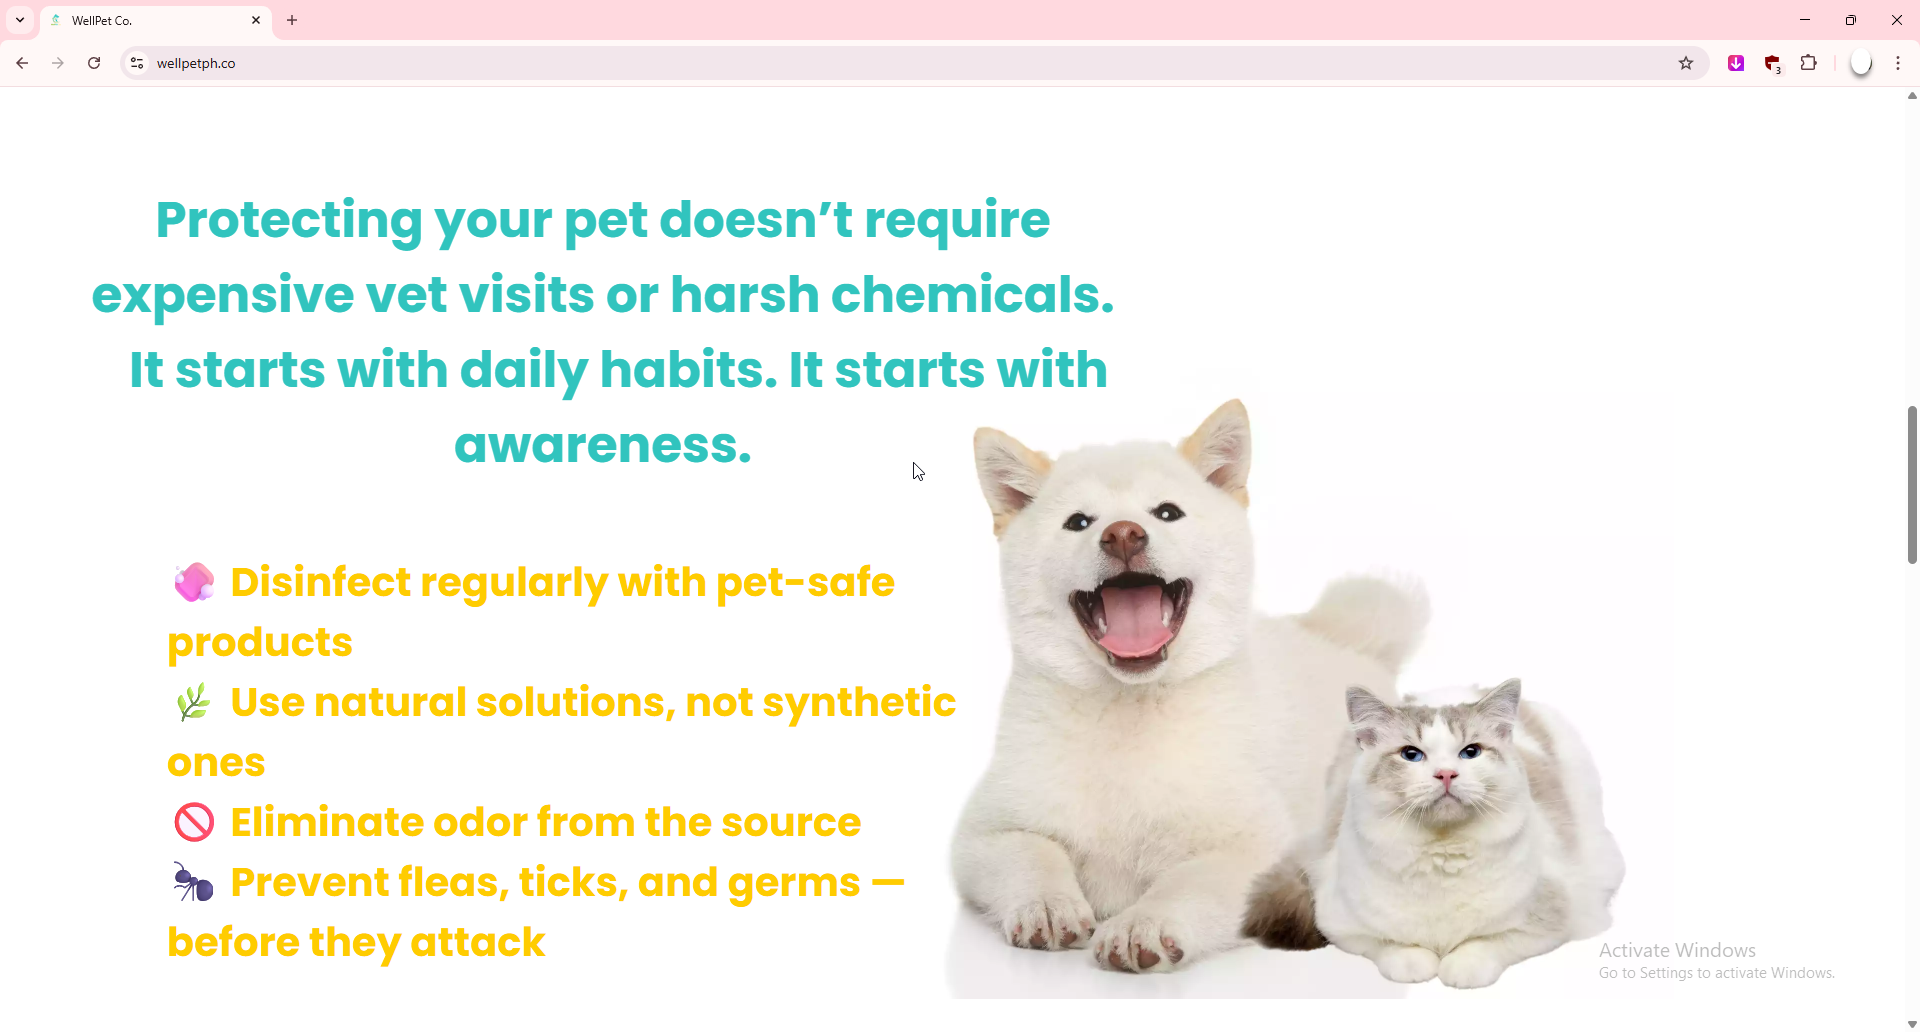 WellPet Co.
wellpetph.co
3
Protecting your pet doesn’t require
expensive vet visits or harsh chemicals.
It starts with daily habits. It starts with
awareness.
Disinfect regularly with pet-safe
products
Use natural solutions, not synthetic
ones
Eliminate odor from the source
Prevent fleas, ticks, and germs —
before they attack
Activate Windows
Go to Settings to activate Windows.